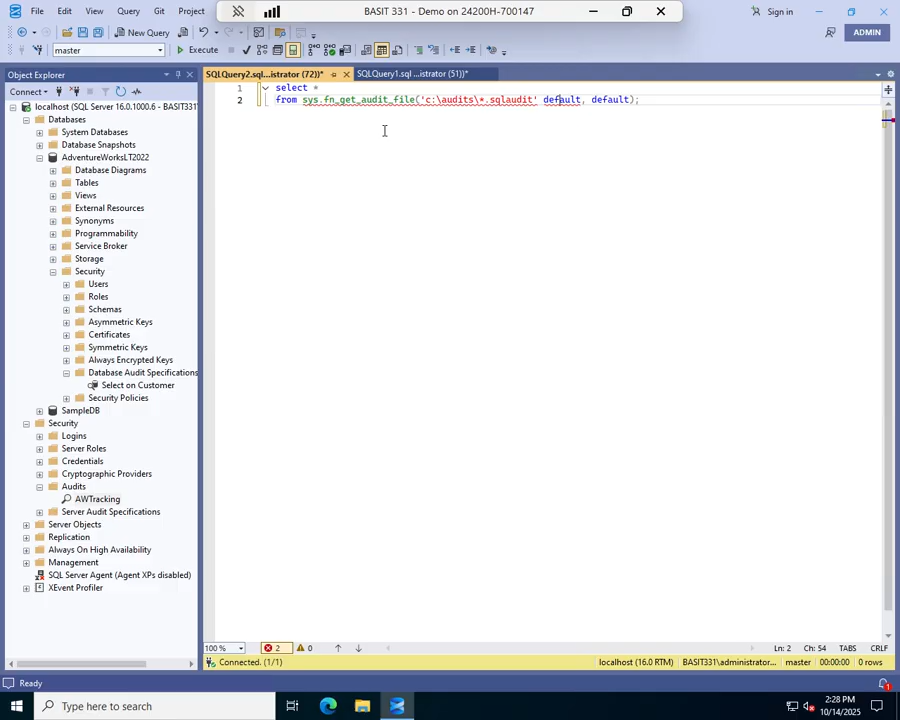 File Edit View Query Git Project
BASIT 331 - Demo on 24200H-700147
Sign in
New Query
ADMIN
master
Execute
Object Explorer
Connect
localhost (SQL Server 16.0.1000.6 - BASIT331\
Databases
System Databases
Database Snapshots
AdventureWorksLT2022
Database Diagrams
Tables
Views
External Resources
Synonyms
Programmability
Service Broker
Storage
Security
Users
Roles
Schemas
Asymmetric Keys
Certificates
Symmetric Keys
Always Encrypted Keys
Database Audit Specifications
Select on Customer
Security Policies
SampleDB
Security
Logins
Server Roles
Credentials
Cryptographic Providers
Audits
AWTracking
Server Audit Specifications
Server Objects
Replication
Always On High Availability
Management
SQL Server Agent (Agent XPs disabled)
XEvent Profiler
SQLQuery2.sql...istrator (72))*
SQLQuery1.sql ...istrator (51))*
1 select *
2 from sys.fn_get_audit_file('c:\audits\*.sqlaudit' default, default);
100 %
2
0
Ln: 2 Ch: 54 TABS CRLF
Connected. (1/1)
localhost (16.0 RTM) BASIT331\administrator... master 00:00:00 0 rows
Ready
1
Type here to search
2:28 PM
10/14/2025